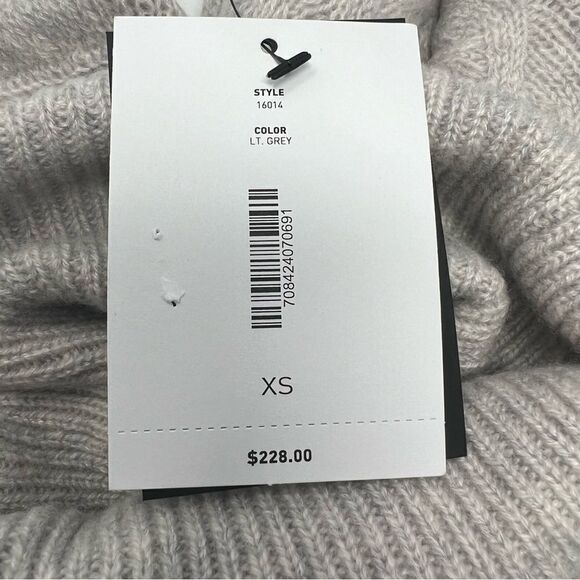 STYLE
16014
COLOR
LT. GREY
708424070691
XS
$228.00